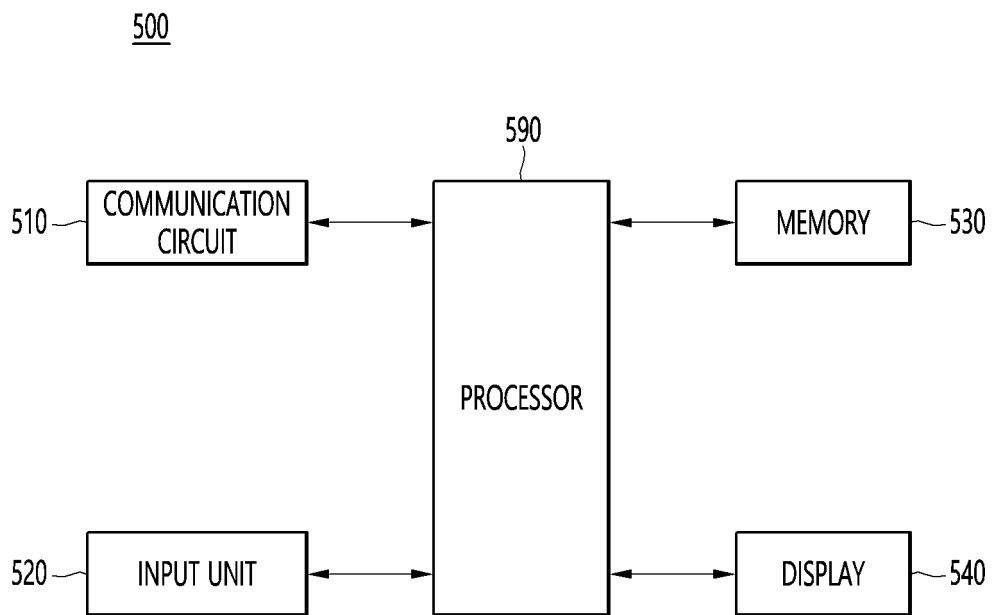 500
590
510
COMMUNICATION
CIRCUIT
MEMORY
530
PROCESSOR
520
INPUT UNIT
DISPLAY
540